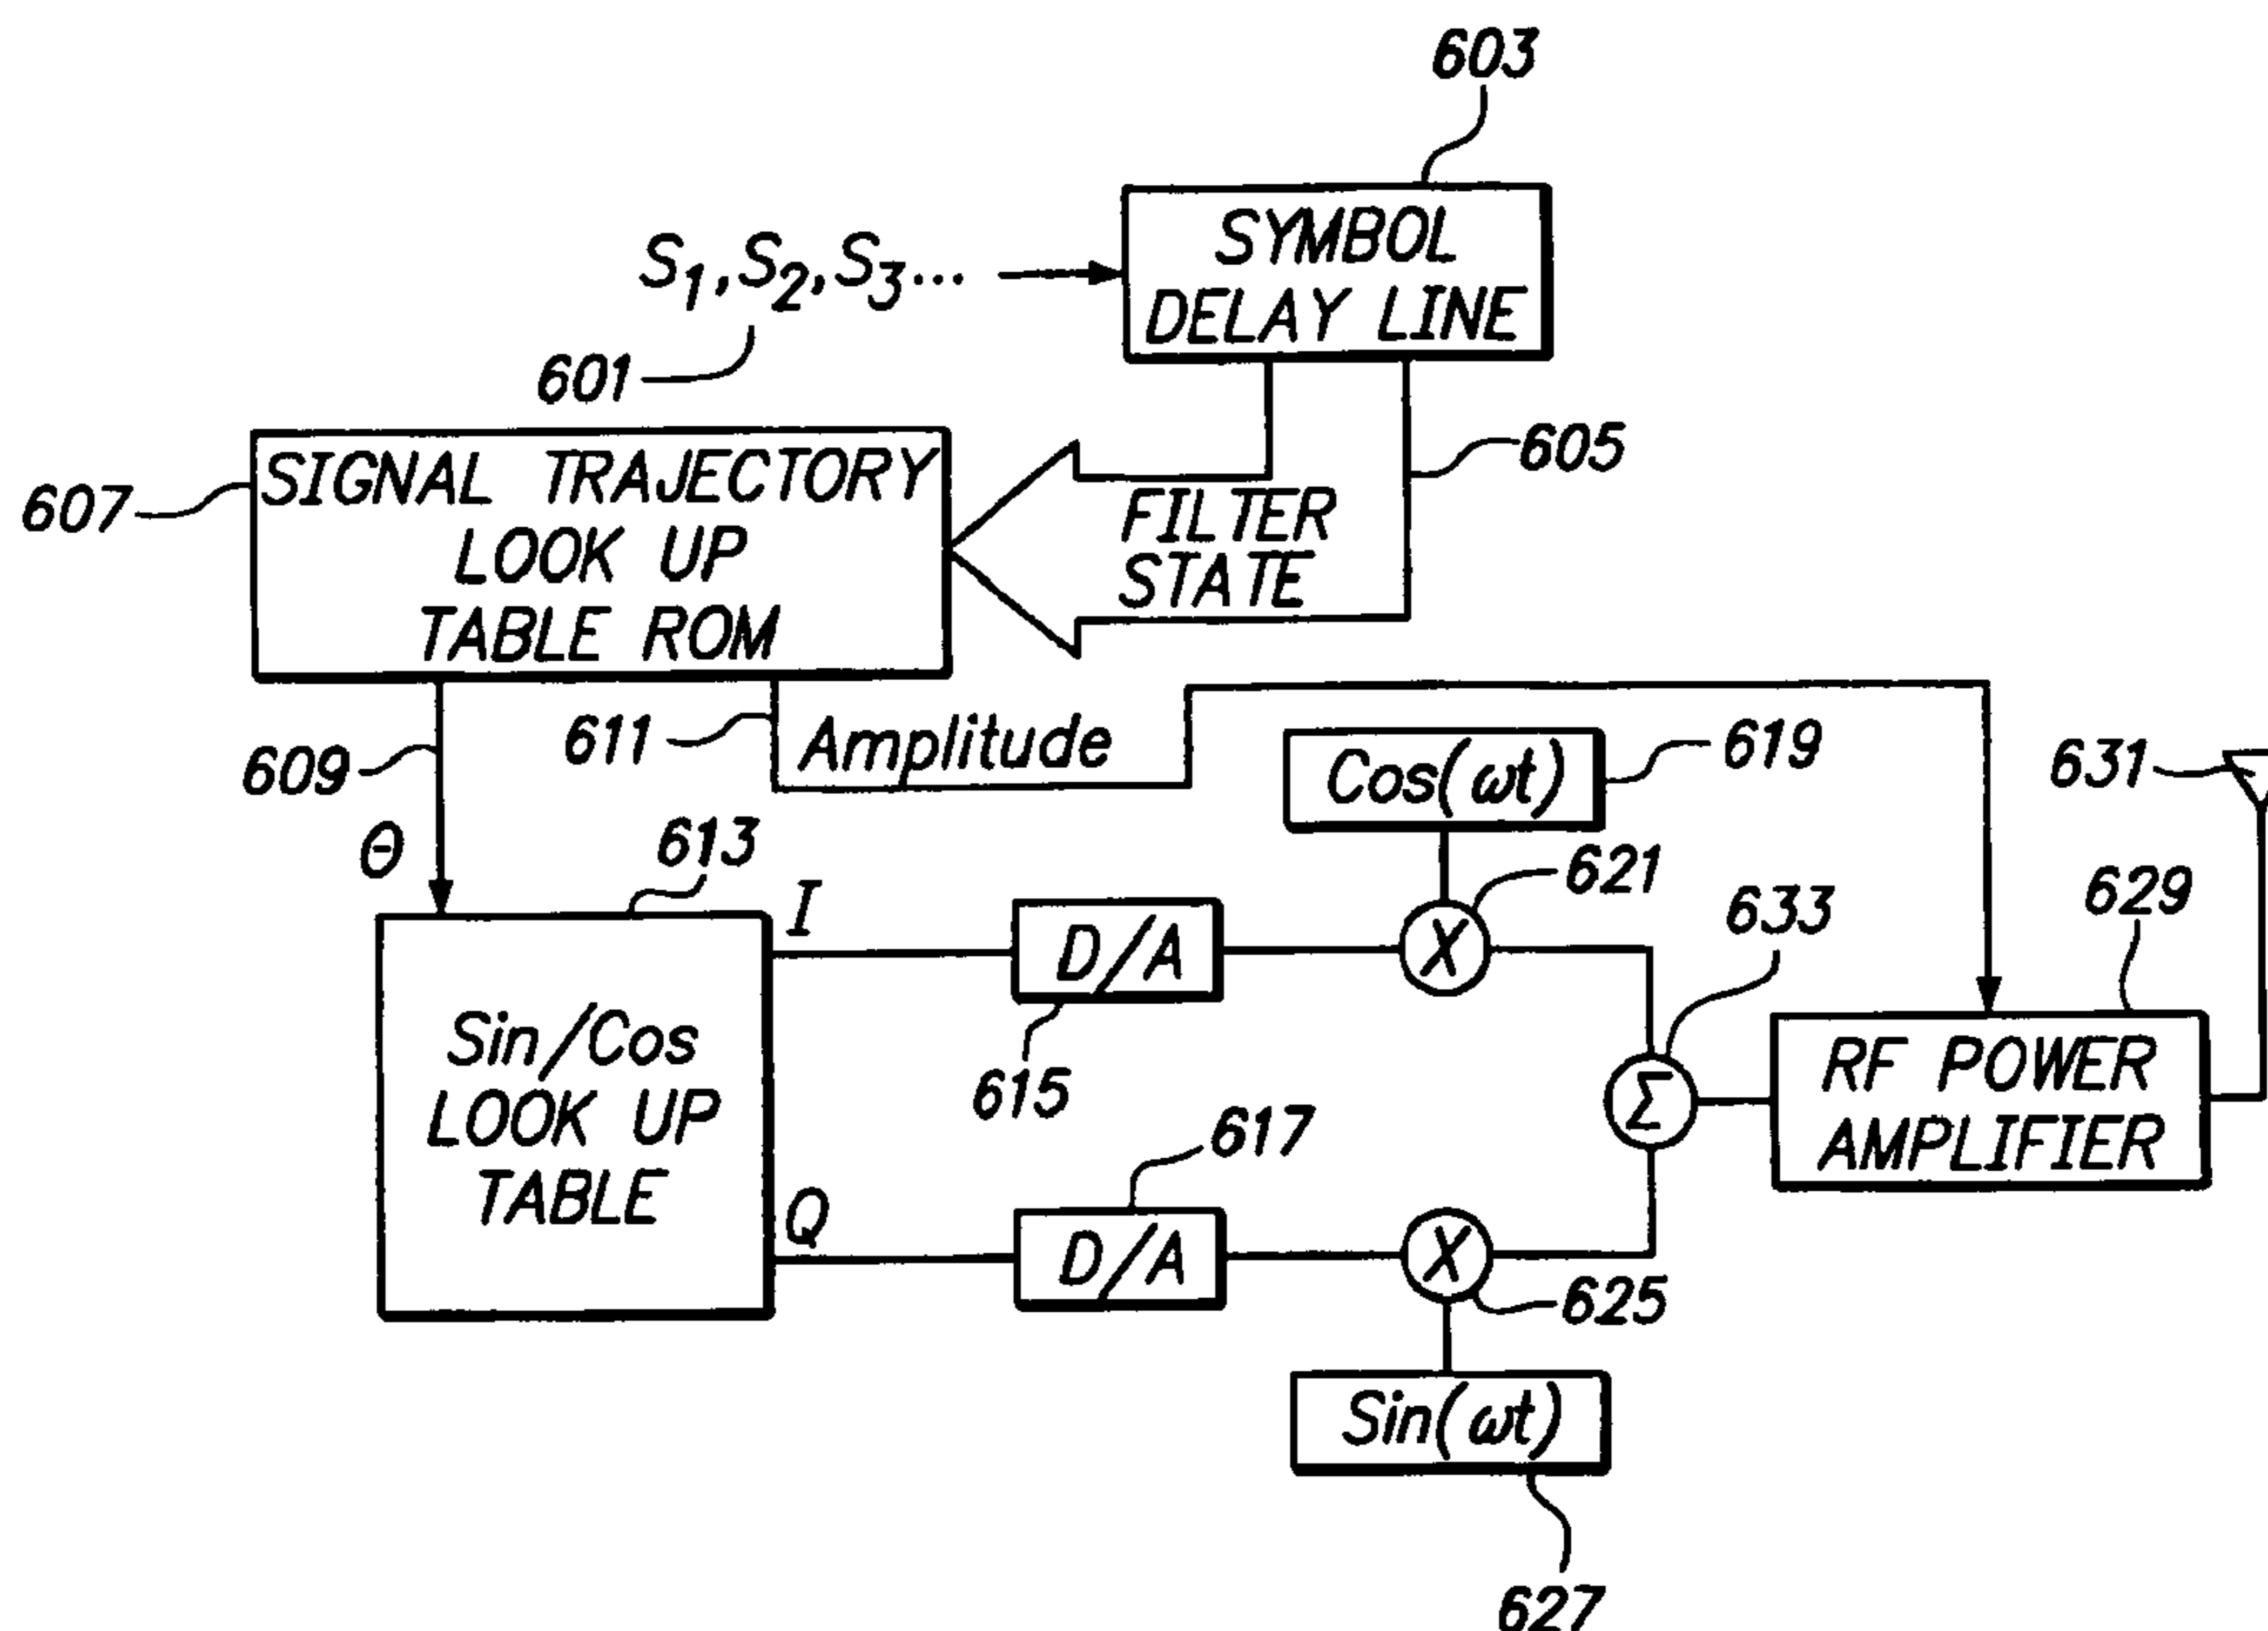 603
SYMBOL
DELAY LINE
S1, S2, S3...
601
605
607
SIGNAL TRAJECTORY
LOOK UP
TABLE ROM
FILTER
STATE
609
611
Amplitude
Cos(ωt)
619
631
Θ
613
621
633
629
I
D/A
X
Sin/Cos
LOOK UP
TABLE
615
Σ
RF POWER
AMPLIFIER
617
Q
D/A
X
625
Sin(ωt)
627